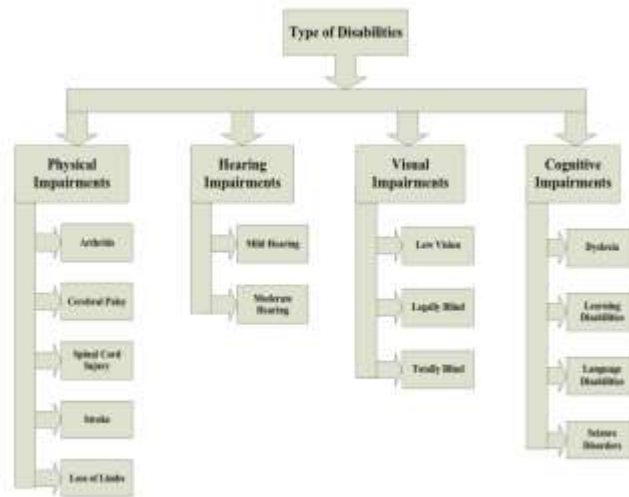 Type of Disabilities
Physical
Impairments
Hearing
Impairments
Visual
Impairments
Cognitive
Impairments
Arthritis
Cerebral Palsy
Spinal Cord
Injury
Stroke
Loss of Limbs
Mild Hearing
Moderate
Hearing
Low Vision
Legally Blind
Totally Blind
Dyslexia
Learning
Disabilities
Language
Disabilities
Seizure
Disorders